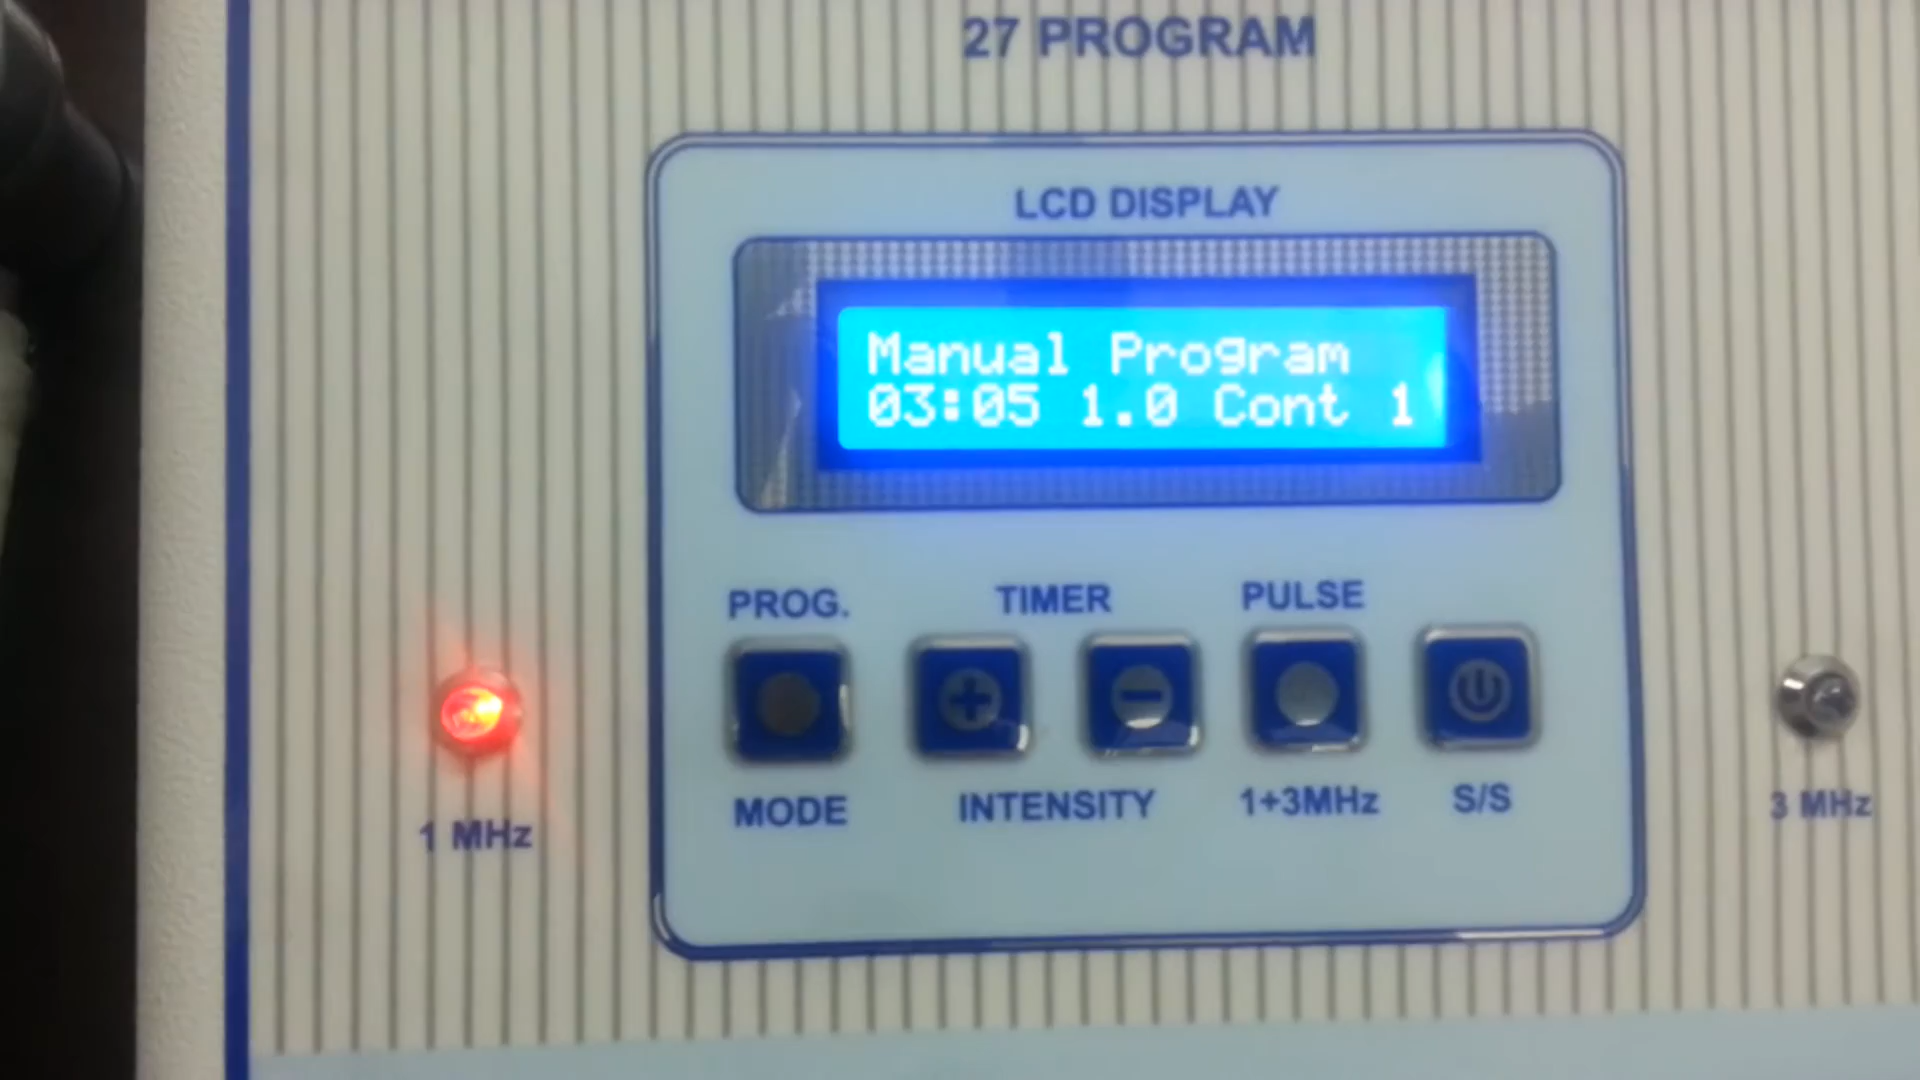 27 PROGRAM
LCD DISPLAY
Manual Program
03:05 1.0 Cont 1
PROG. TIMER PULSE
MODE INTENSITY 1+3MHz S/S
1 MHz
3 MHz